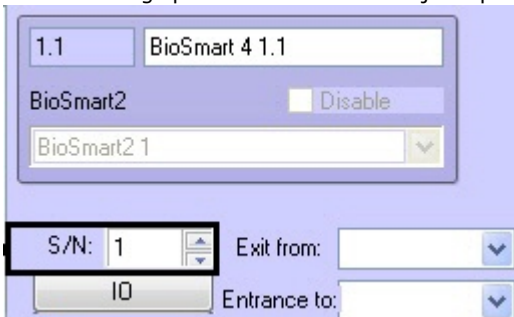 1.1 BioSmart 4 1.1
BioSmart2 Disable
BioSmart2 1
S/N: 1 Exit from:
IO Entrance to: